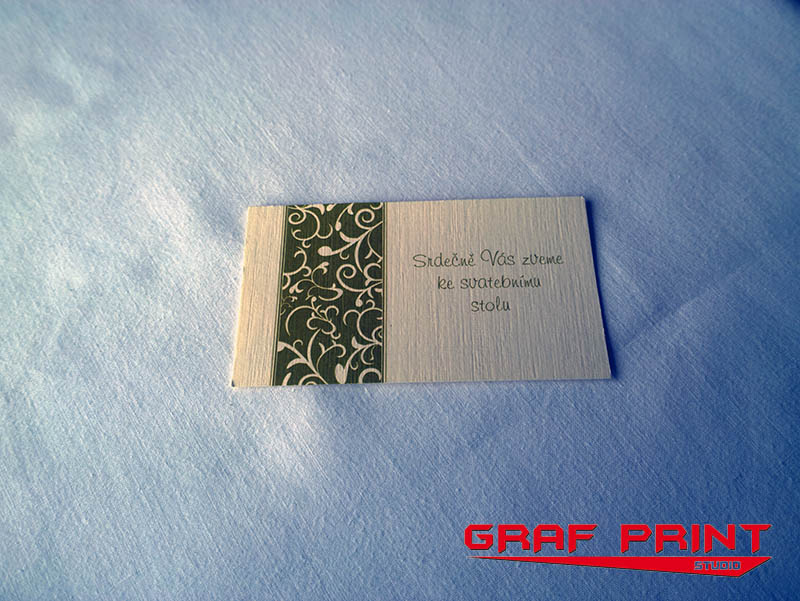 Srdečně Vás zveme
ke svatebnímu
stolu
GRAF PRINT
STUDIO